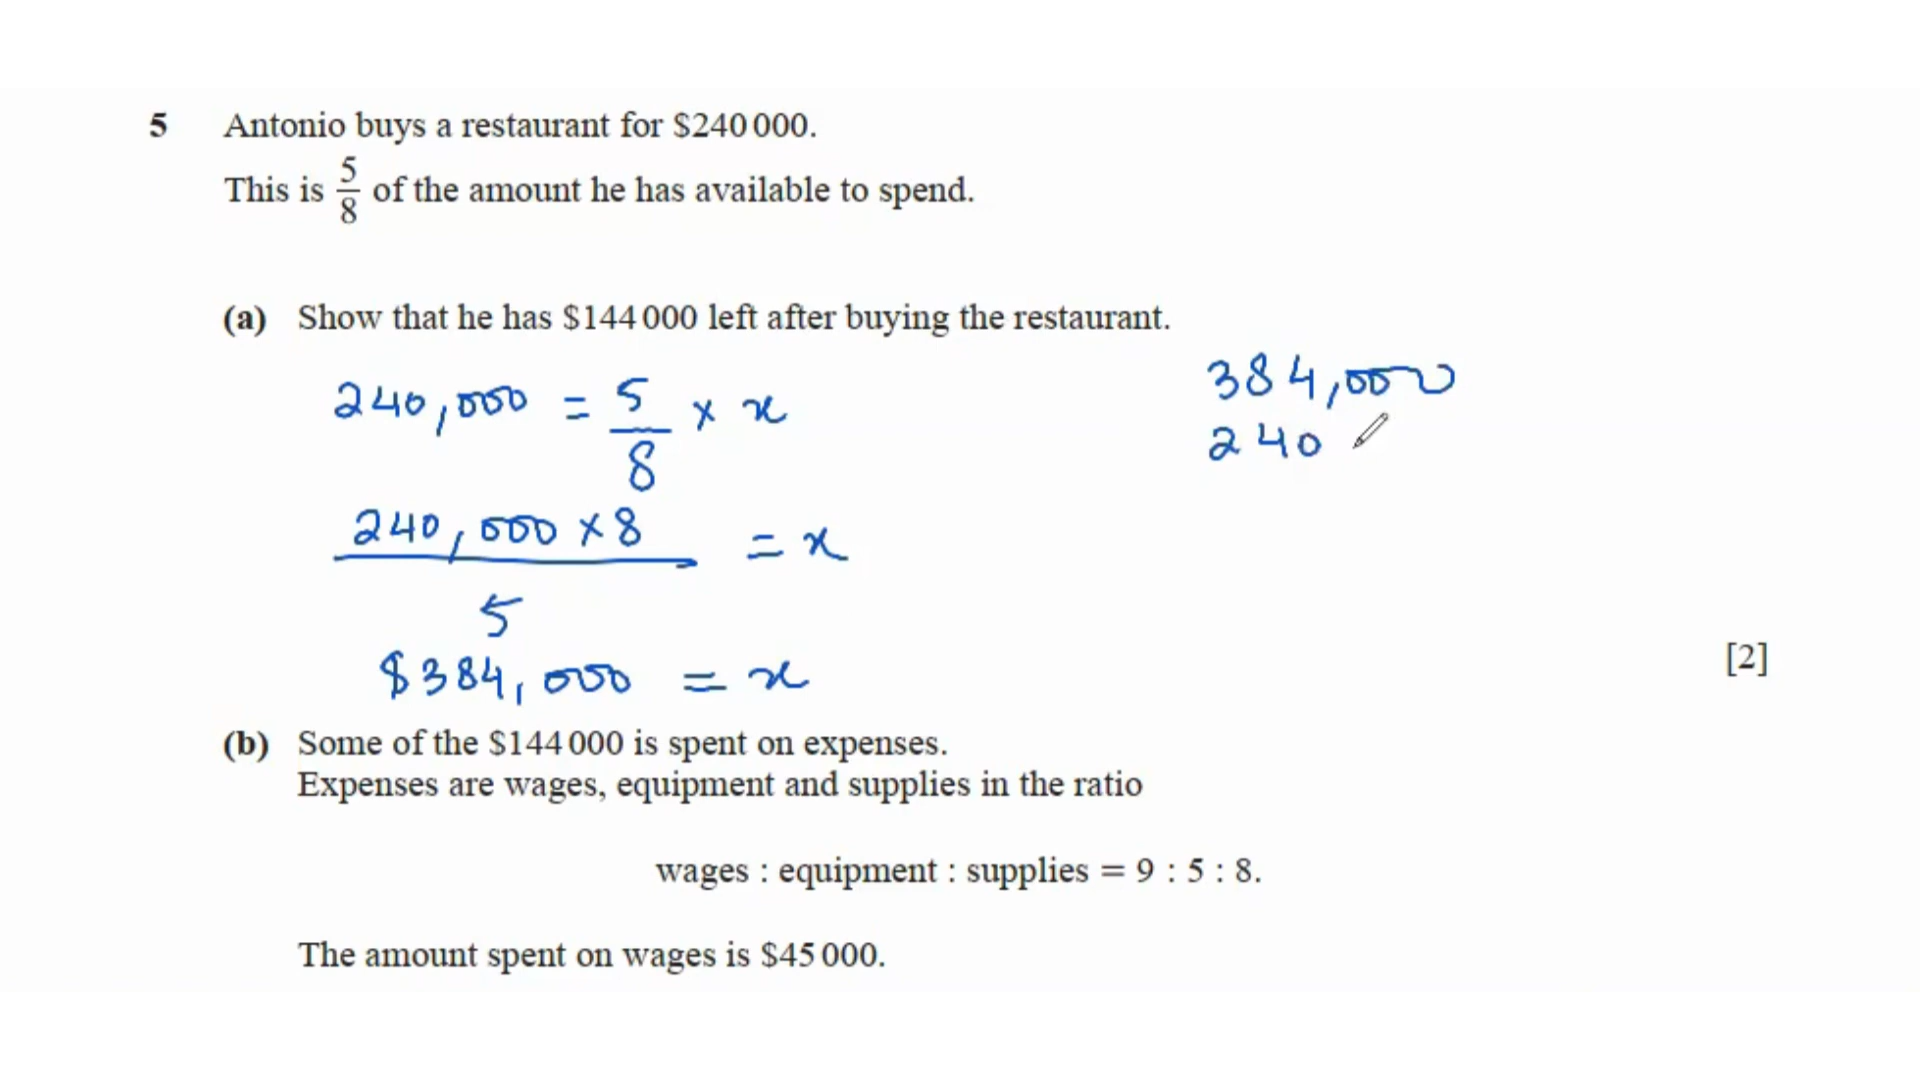 5 Antonio buys a restaurant for $240 000.
This is 5/8 of the amount he has available to spend.
(a) Show that he has $144 000 left after buying the restaurant.
240,000 = 5/8 × x
384,000
240
240,000 × 8 / 5 = x
$384,000 = x
[2]
(b) Some of the $144 000 is spent on expenses.
Expenses are wages, equipment and supplies in the ratio
wages : equipment : supplies = 9 : 5 : 8.
The amount spent on wages is $45 000.